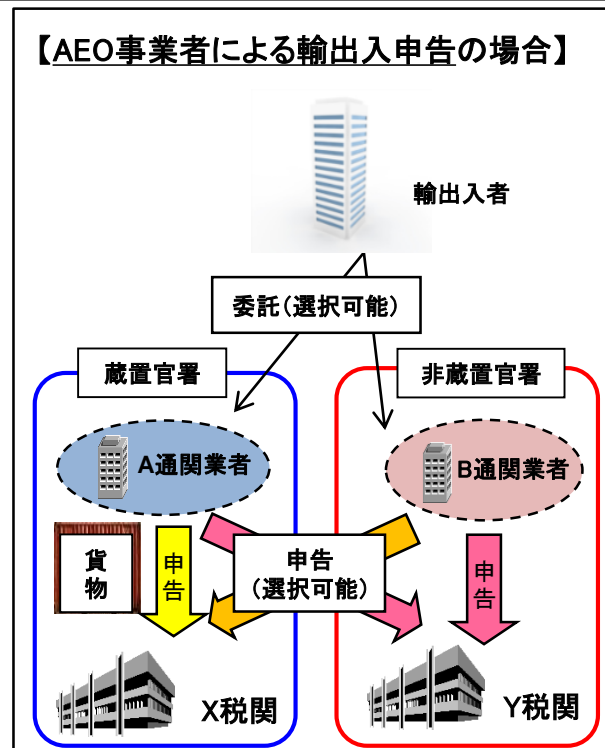 【AEO事業者による輸出入申告の場合】
輸出入者
委託(選択可能)
蔵置官署
非蔵置官署
A通関業者
B通関業者
貨物
申告
申告
(選択可能)
申告
X税関
Y税関